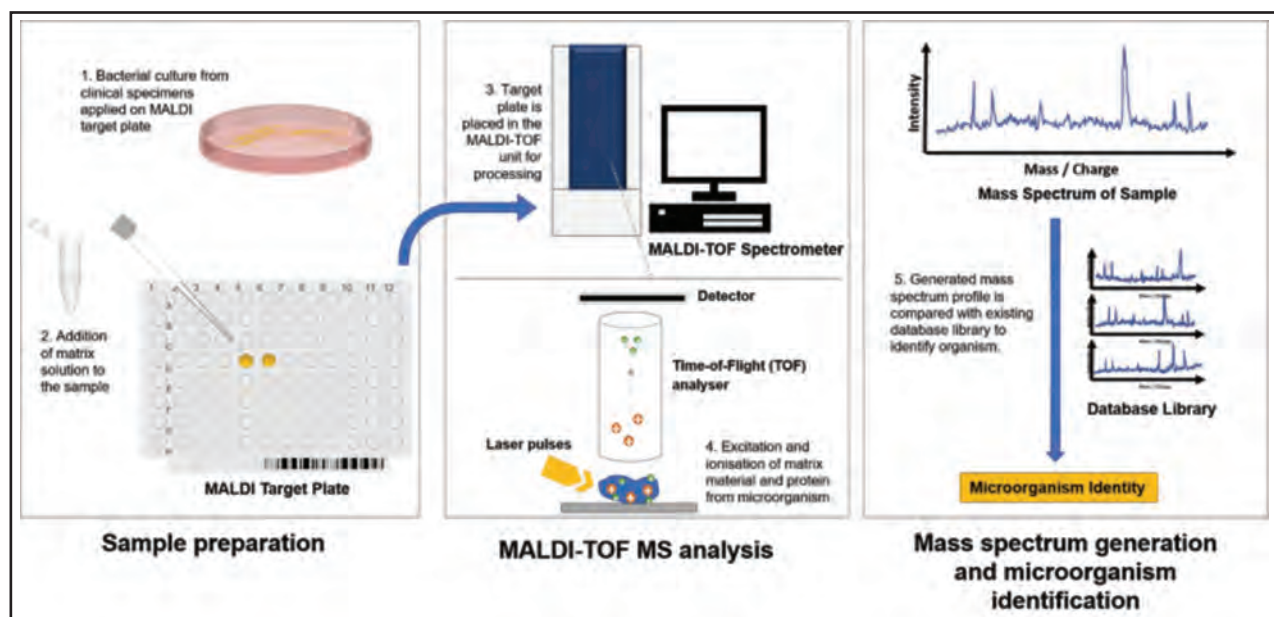 1. Bacterial culture from
clinical specimens
applied on MALDI
target plate
2. Addition
of matrix
solution to
the sample
MALDI Target Plate
Sample preparation
3. Target
plate is
placed in the
MALDI-TOF
unit for
processing
MALDI-TOF Spectrometer
Detector
Time-of-Flight (TOF)
analyser
Laser pulses
4. Excitation and
ionisation of matrix
material and protein
from microorganism
MALDI-TOF MS analysis
Intensity
Mass / Charge
Mass Spectrum of Sample
5. Generated mass
spectrum profile is
compared with existing
database library to
identify organism.
Database Library
Microorganism Identity
Mass spectrum generation
and microorganism
identification